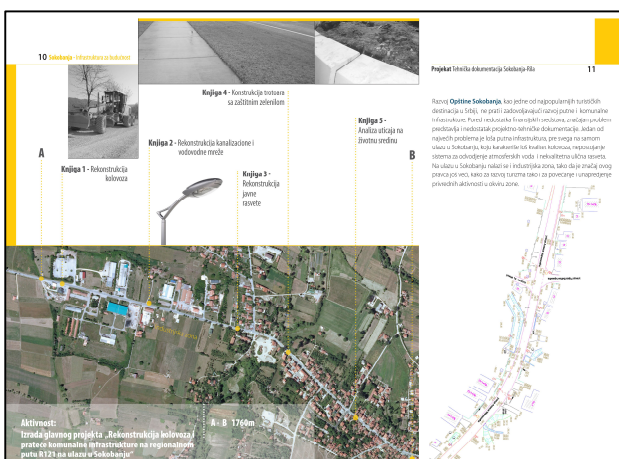 10 Sokobanja - Infrastruktura za budućnost
Projekat Tehnička dokumentacija Sokobanja-Rila
11
Knjiga 4 - Konstrukcija trotoara
sa zaštitnim zelenilom
Razvoj Opštine Sokobanja, kao jedne od najpopularnijih turističkih
destinacija u Srbiji, ne prati zadovoljavajući razvoj putne i komunalne
infrastrukture. Pored nedostatka finansijskih sredstava, značajan problem
predstavlja i nedostatak projektno-tehničke dokumentacije. Jedan od
najvećih problema je loša putna infrastruktura, pre svega na samom
ulazu u Sokobanju, koju karakteriše loš kvalitet kolovoza, nepostojanje
sistema za odvodjenje atmosferskih voda i nekvalitetna ulična rasveta.
Na ulazu u Sokobanju nalazi se i industrijska zona, tako da je značaj ovog
pravca još veći, kako za razvoj turizma tako i za povećanje i unapredjenje
privrednih aktivnosti u okviru zone.
Knjiga 5 -
Analiza uticaja na
životnu sredinu
A
B
Knjiga 2 - Rekonstrukcija kanalizacione i
vodovodne mreže
Knjiga 1 - Rekonstrukcija
kolovoza
Knjiga 3 -
Rekonstrukcija
javne
rasvete
Aktivnost:
A - B 1760m
Izrada glavnog projekta „Rekonstrukcija kolovoza i
prateće komunalne infrastrukture na regionalnom
putu R121 na ulazu u Sokobanju"